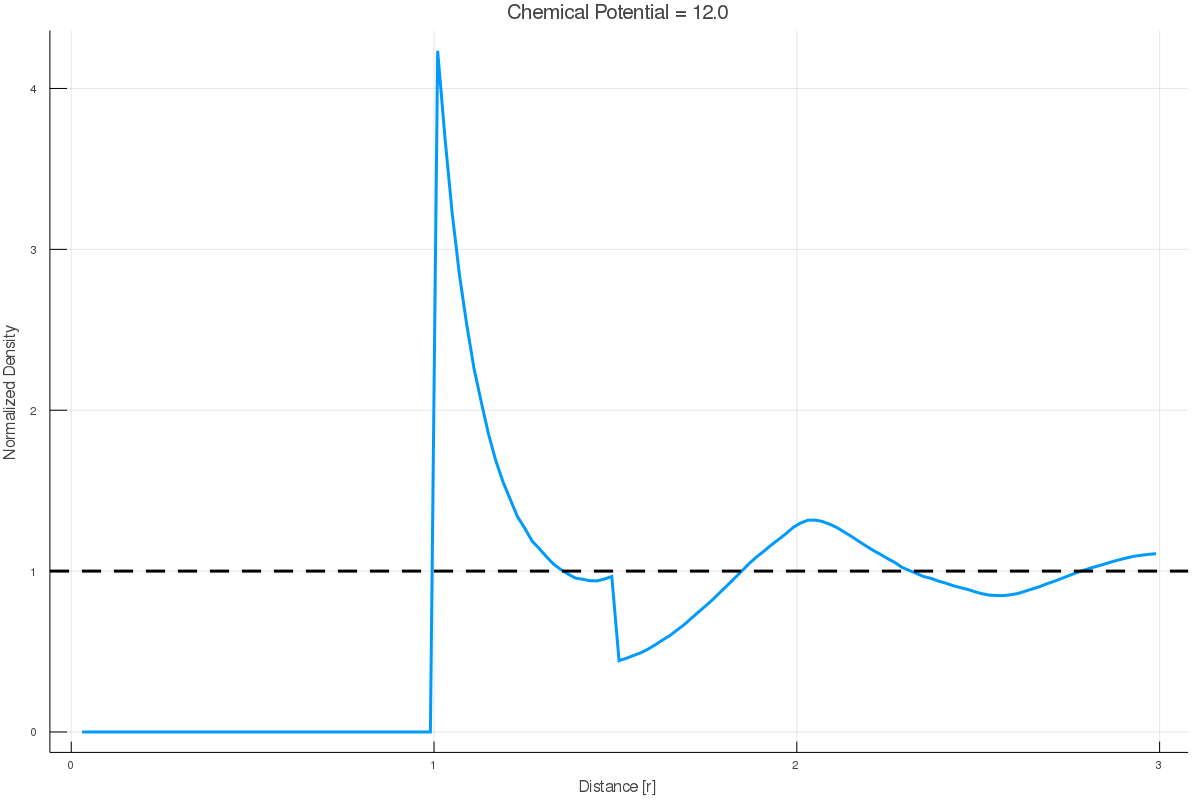 Chemical Potential = 12.0
Normalized Density
4
3
2
1
0
0 1 2 3
Distance [r]